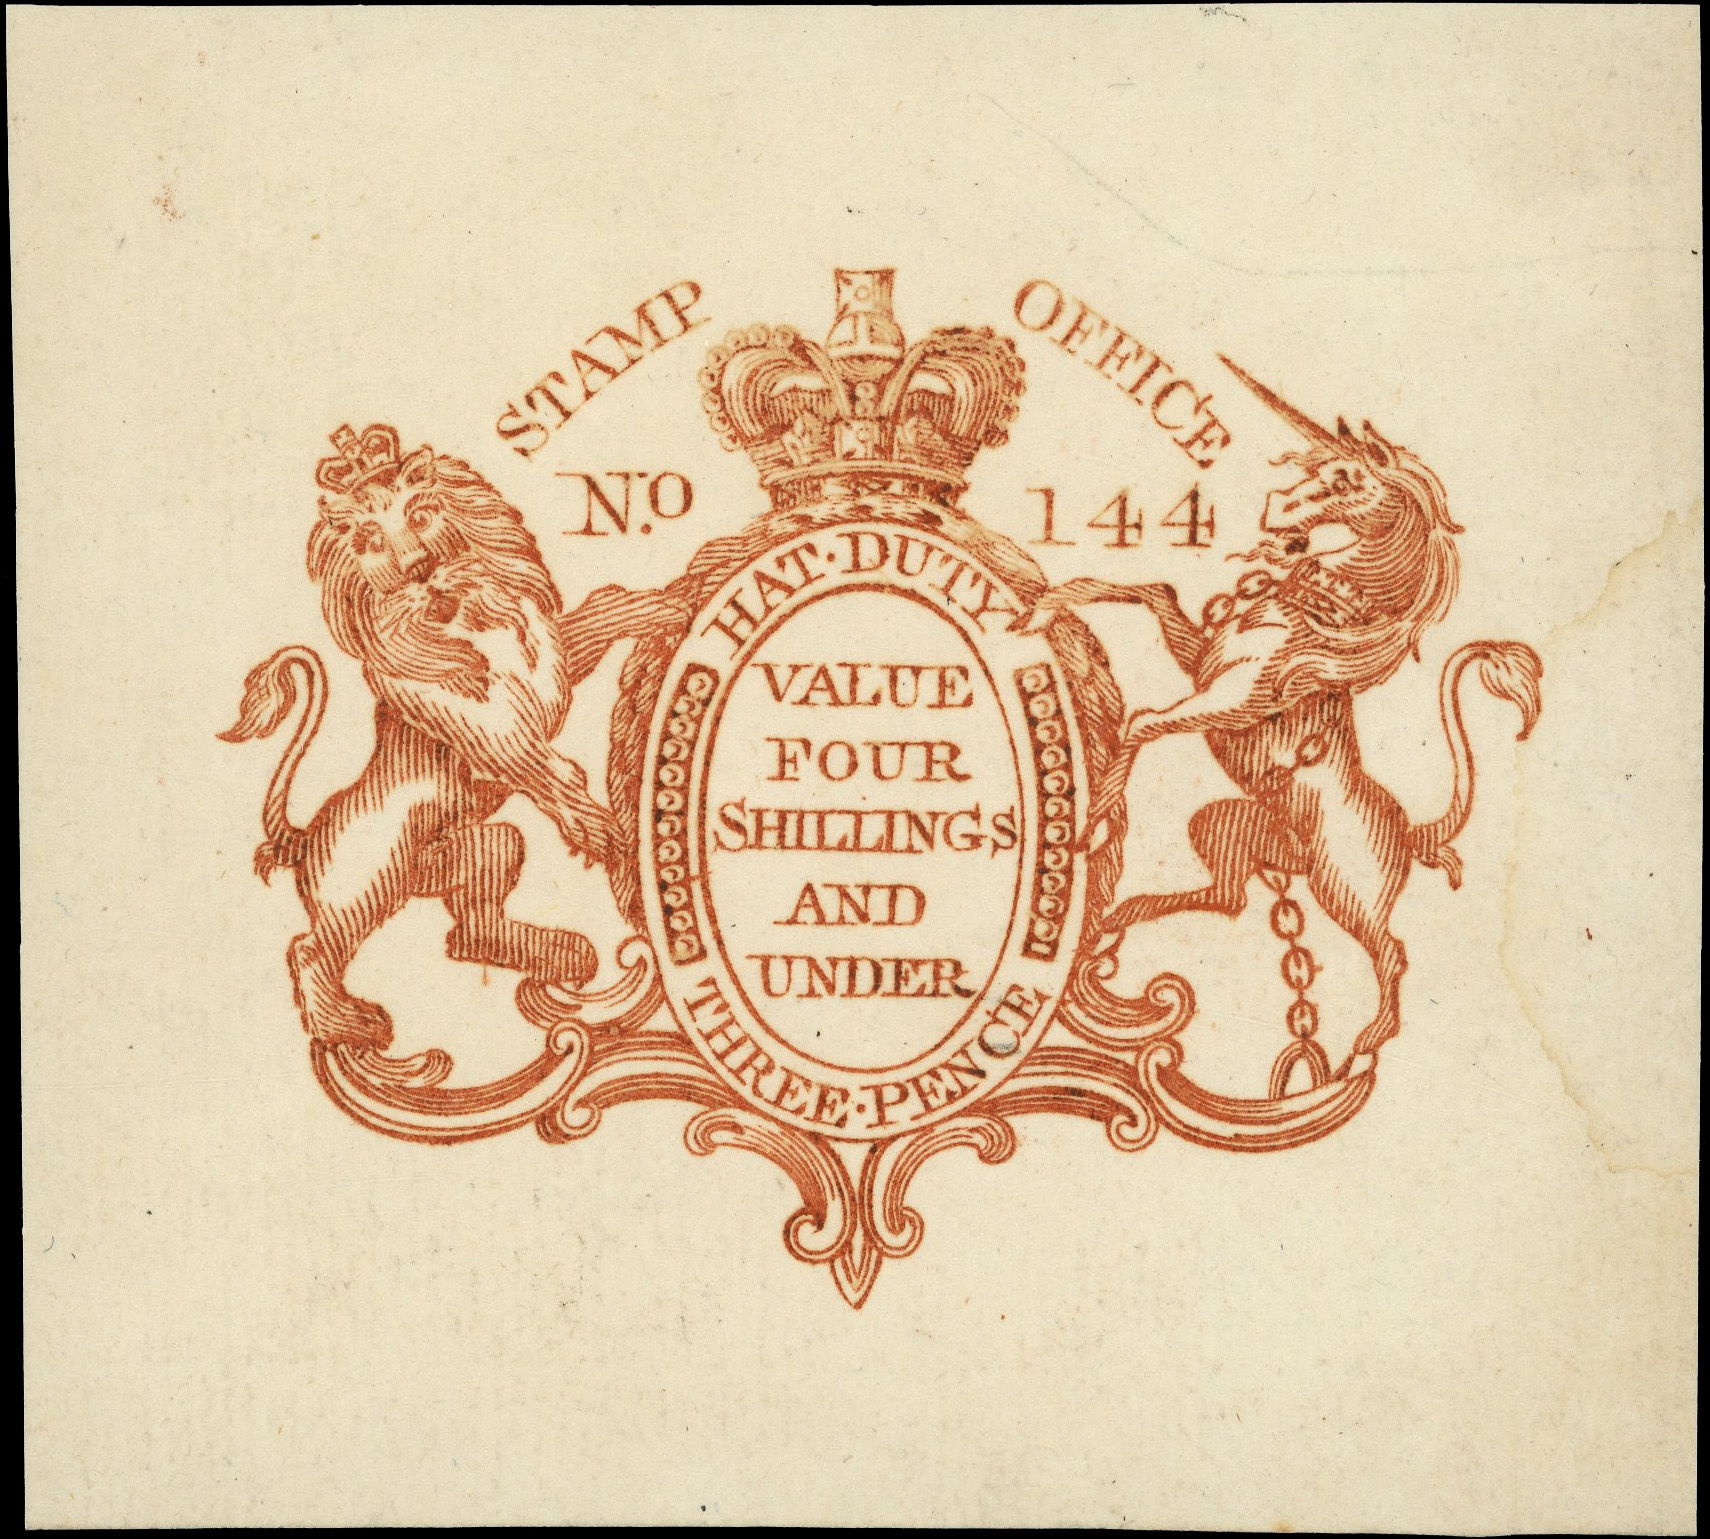 STAMP OFFICE
N.o 144
HAT·DUTY
VALUE
FOUR
SHILLINGS
AND
UNDER
THREE·PENCE